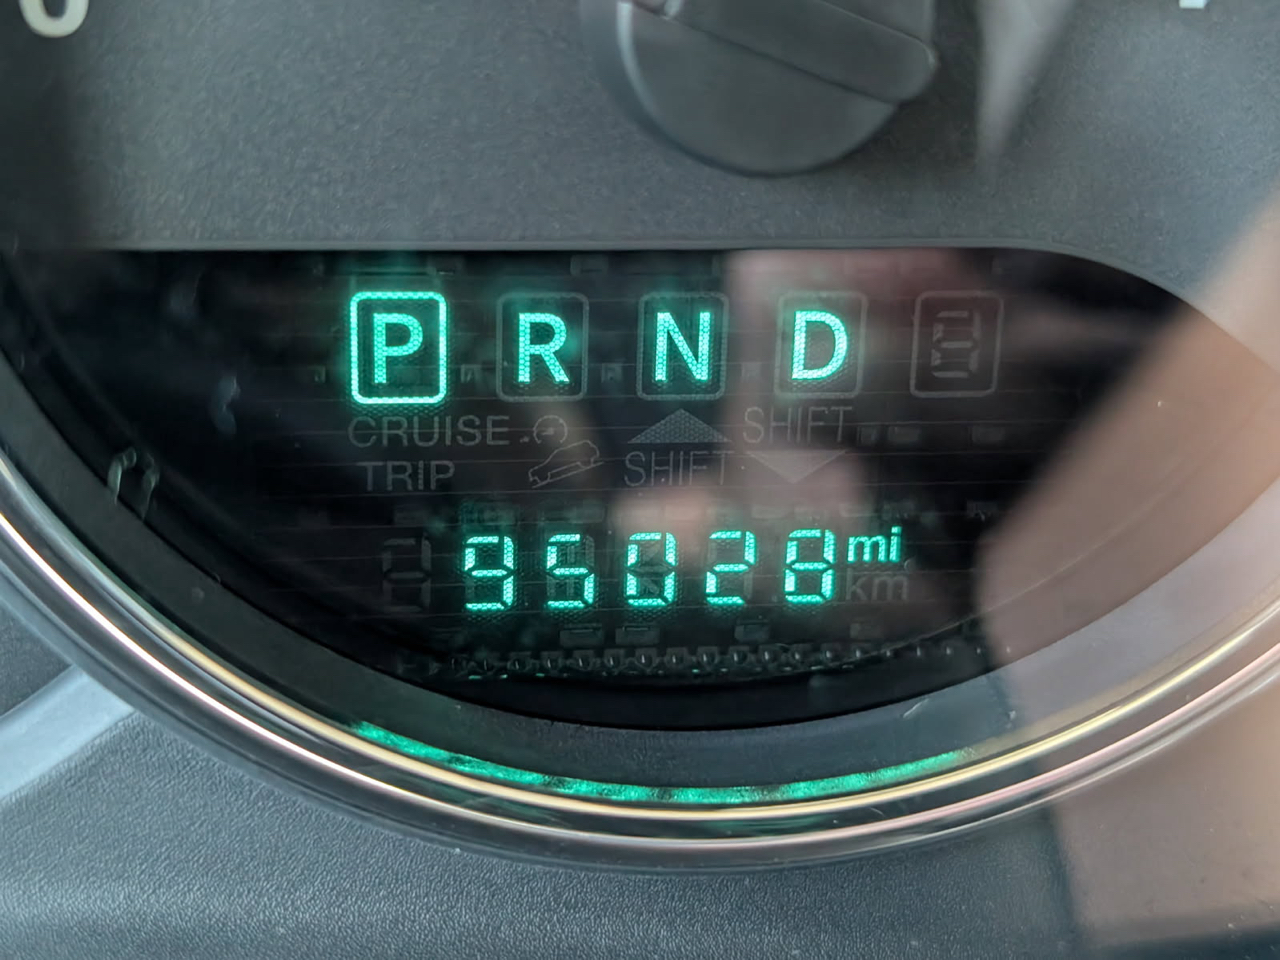 P R N D
CRUISE SHIFT
TRIP SHIFT
95028 mi
km